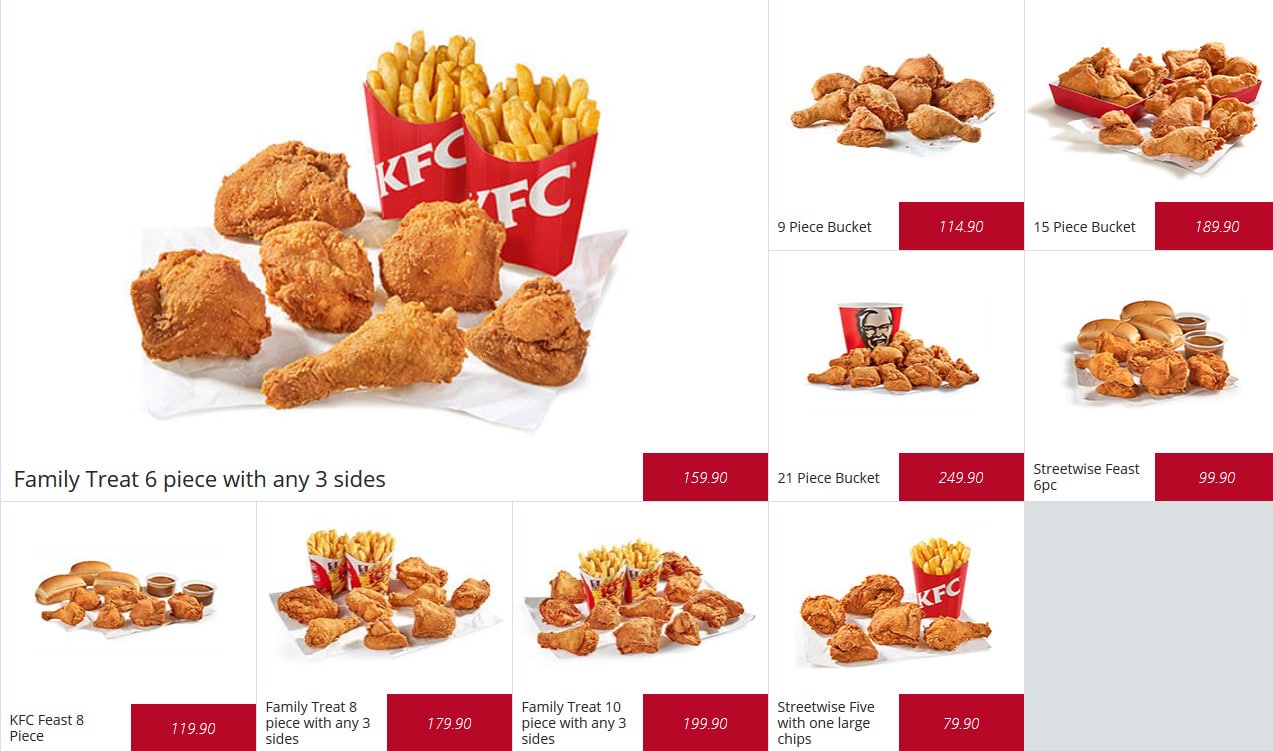 KFC
KFC
9 Piece Bucket
114.90
15 Piece Bucket
189.90
Family Treat 6 piece with any 3 sides
159.90
21 Piece Bucket
249.90
Streetwise Feast
6pc
99.90
KFC Feast 8
Piece
119.90
Family Treat 8
piece with any 3
sides
179.90
Family Treat 10
piece with any 3
sides
199.90
KFC
Streetwise Five
with one large
chips
79.90